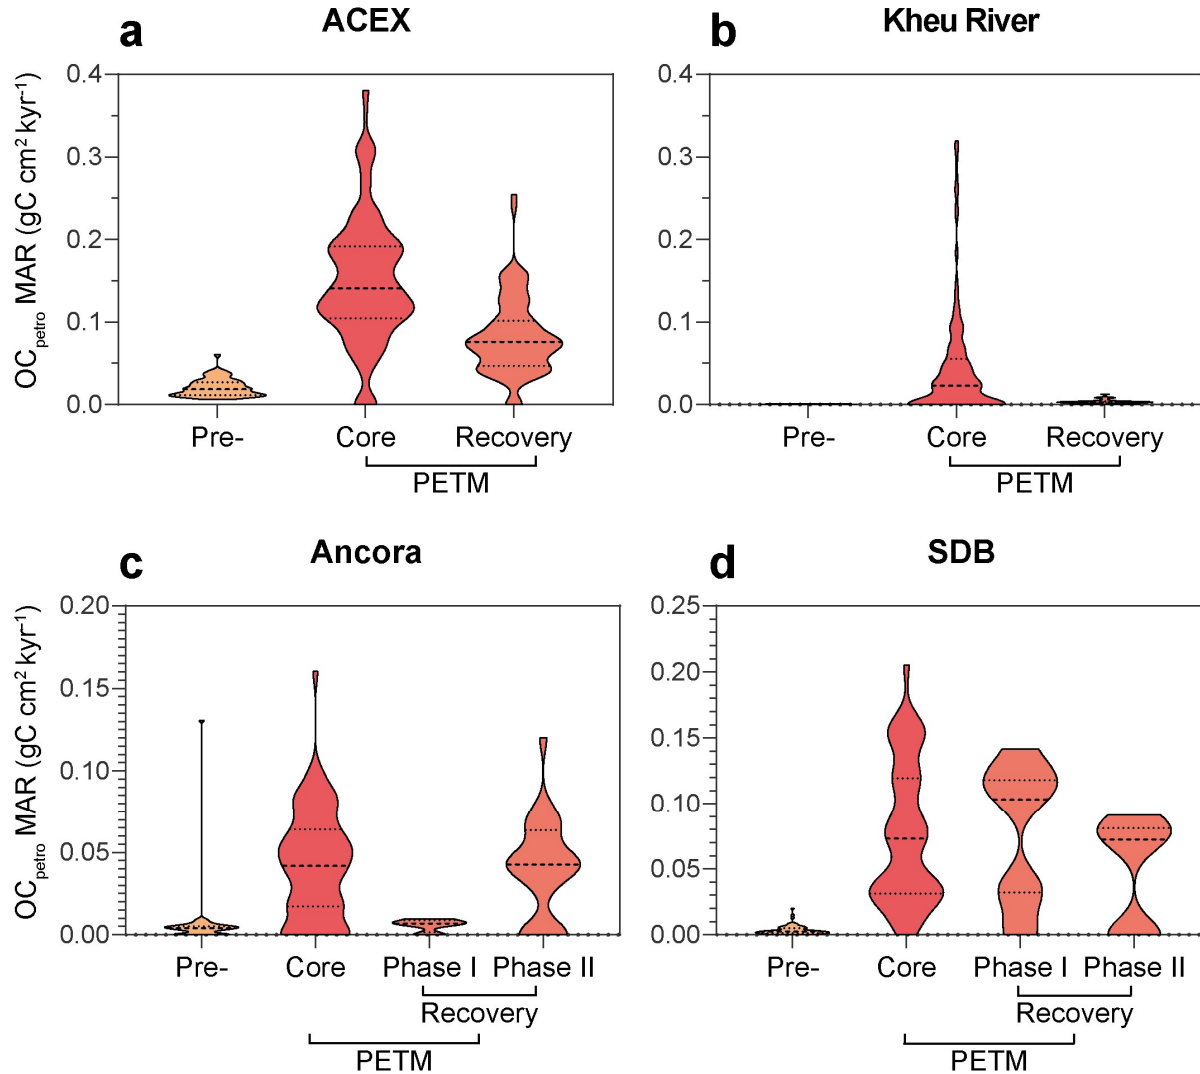 a
ACEX
OCpetro MAR (gC cm² kyr⁻¹)
0.4
0.3
0.2
0.1
0.0
Pre-
Core
Recovery
PETM
b
Kheu River
0.4
0.3
0.2
0.1
0.0
Pre-
Core
Recovery
PETM
c
Ancora
OCpetro MAR (gC cm² kyr⁻¹)
0.20
0.15
0.10
0.05
0.00
Pre-
Core
Phase I
Phase II
Recovery
PETM
d
SDB
0.25
0.20
0.15
0.10
0.05
0.00
Pre-
Core
Phase I
Phase II
Recovery
PETM